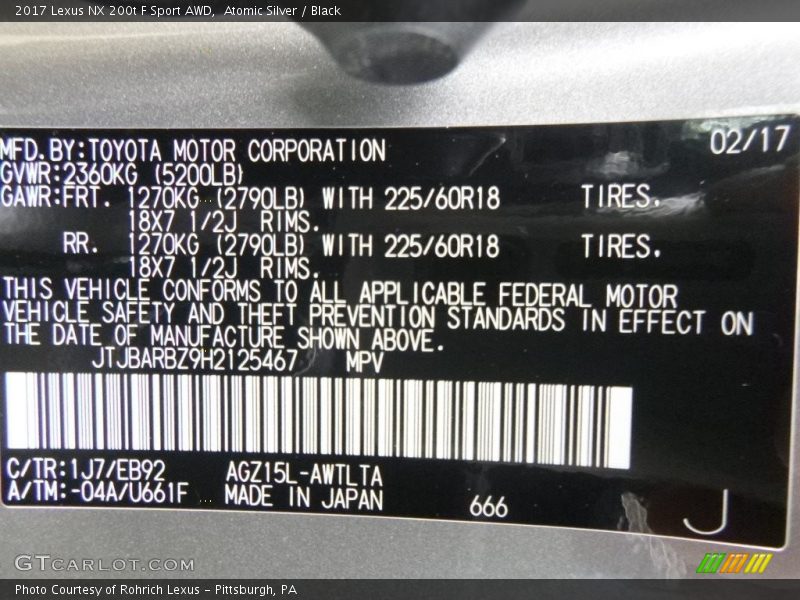 2017 Lexus NX 200t F Sport AWD, Atomic Silver / Black
MFD.BY:TOYOTA MOTOR CORPORATION 02/17
GVWR:2360KG (5200LB)
GAWR:FRT. 1270KG (2790LB) WITH 225/60R18 TIRES.
18X7 1/2J RIMS.
RR. 1270KG (2790LB) WITH 225/60R18 TIRES.
18X7 1/2J RIMS.
THIS VEHICLE CONFORMS TO ALL APPLICABLE FEDERAL MOTOR
VEHICLE SAFETY AND THEFT PREVENTION STANDARDS IN EFFECT ON
THE DATE OF MANUFACTURE SHOWN ABOVE.
JTJBARBZ9H2125467 MPV
C/TR:1J7/EB92 AGZ15L-AWTLTA
A/TM:-04A/U661F MADE IN JAPAN 666 J
GTCARLOT.COM
Photo Courtesy of Rohrich Lexus - Pittsburgh, PA